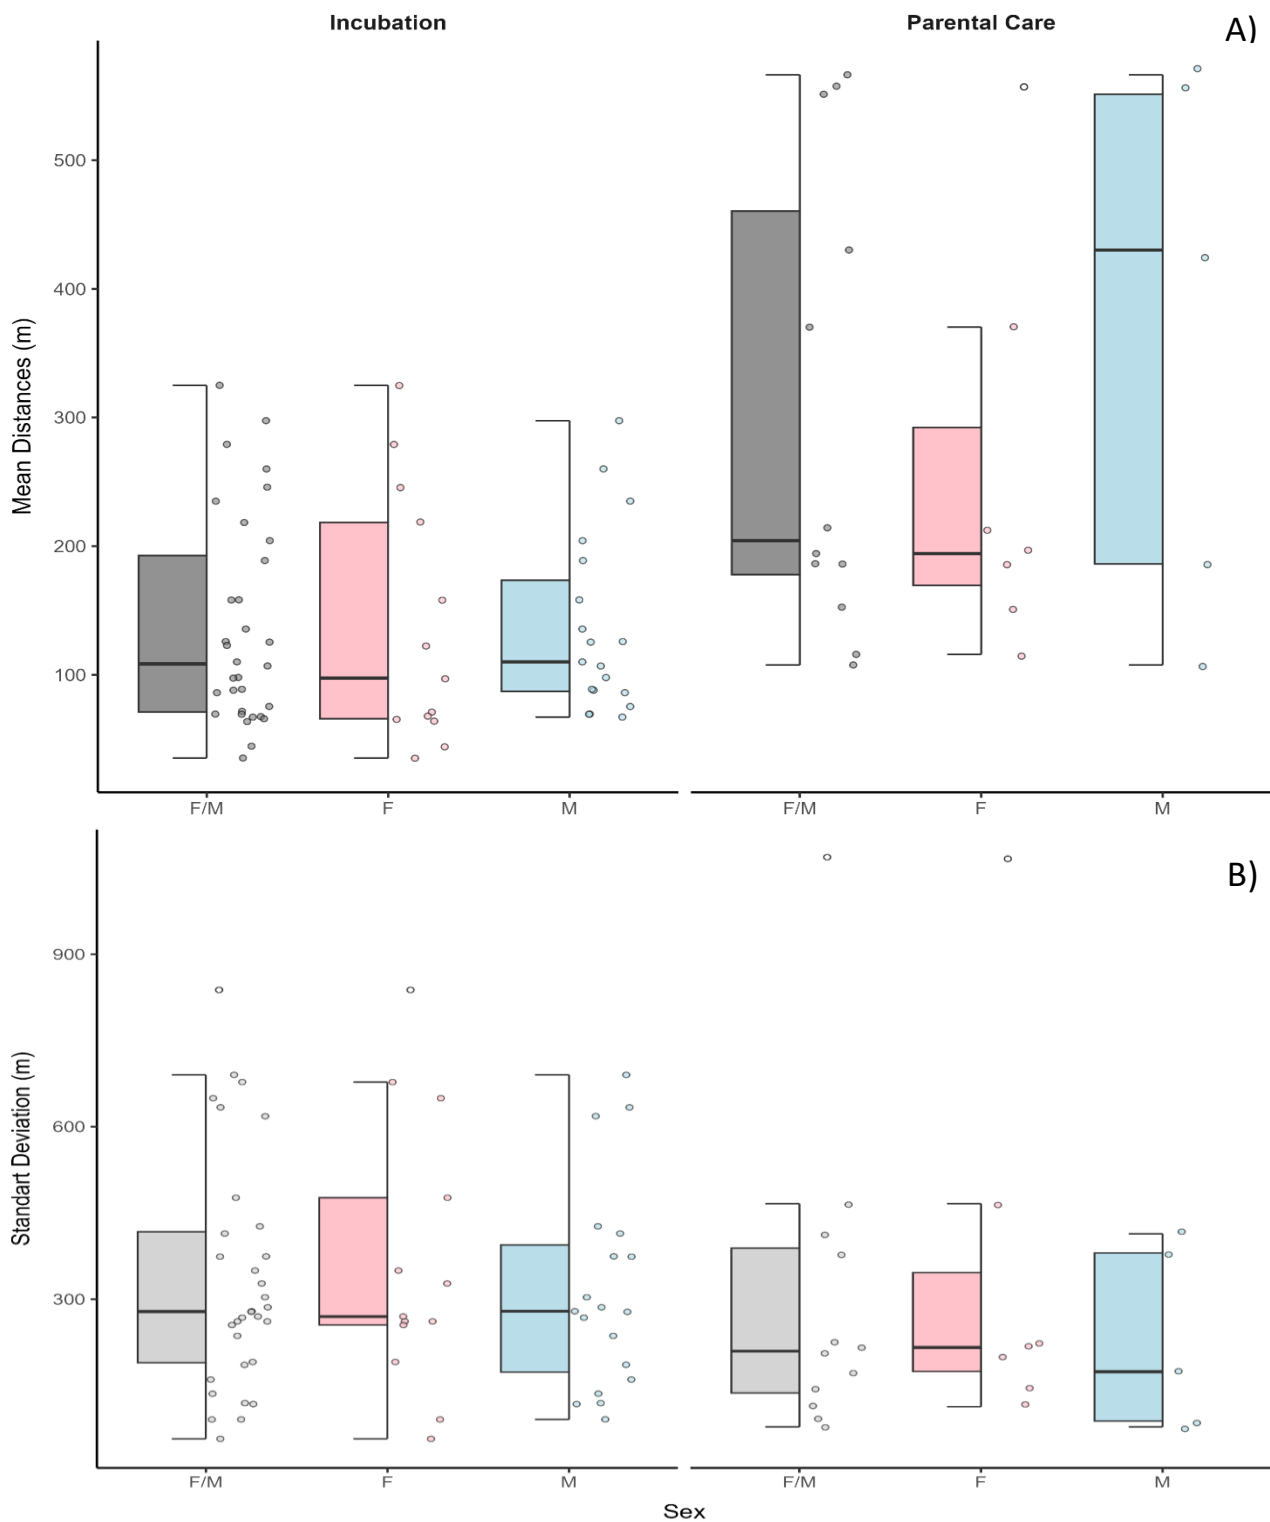 Incubation
Parental Care
A)
Mean Distances (m)
500
400
300
200
100
F/M
F
M
F/M
F
M
B)
Standart Deviation (m)
900
600
300
F/M
F
M
F/M
F
M
Sex